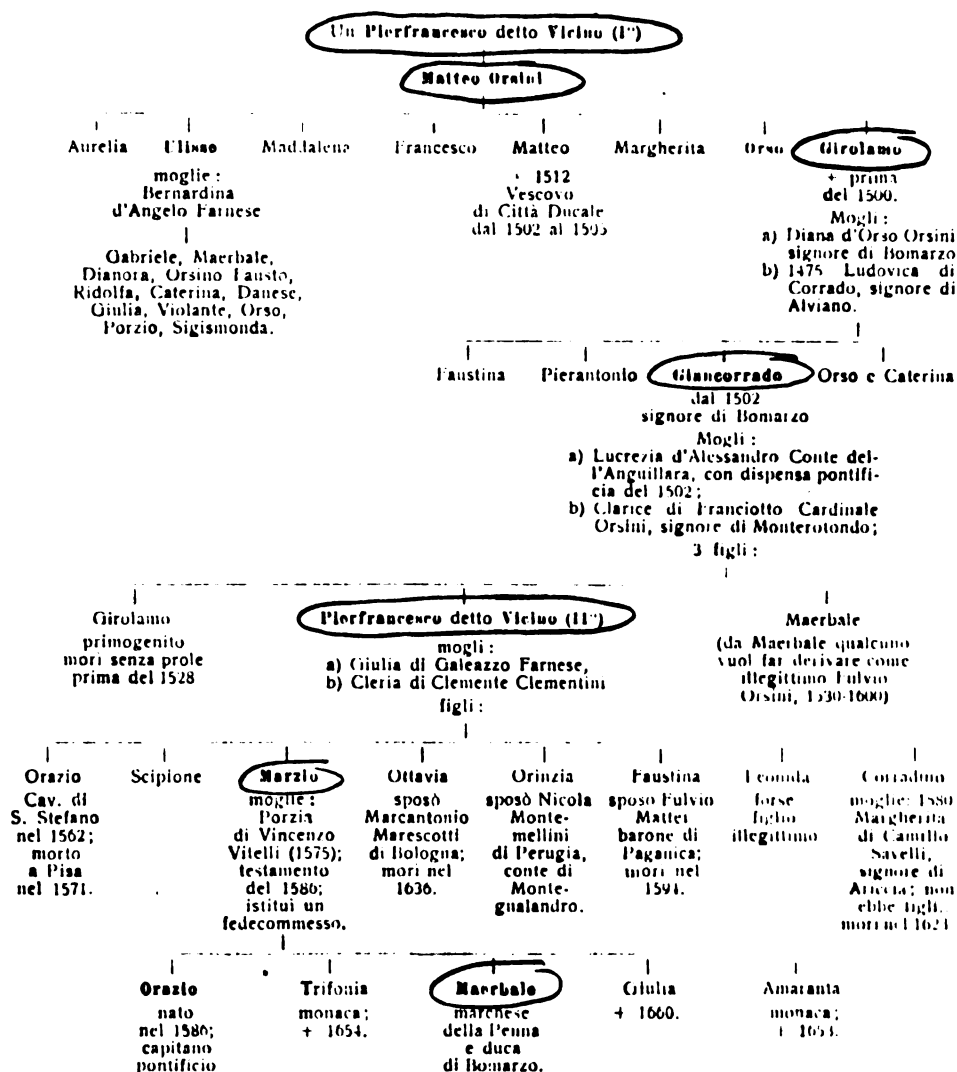 Un Pierfrancesco detto Vicino (I°)
Matteo Orsini
Aurelia Ulisse Maddalena Francesco Matteo Margherita Orso Girolamo
moglie:
Bernardina
d'Angelo Farnese
Gabriele, Maerbale,
Dianora, Orsino Fausto,
Ridolfa, Caterina, Danese,
Giulia, Violante, Orso,
Porzio, Sigismonda.
+ 1512
Vescovo
di Città Ducale
dal 1502 al 1505
+ prima
del 1500.
Mogli:
a) Diana d'Orso Orsini
signore di Bomarzo
b) 1475 Ludovica di
Corrado, signore di
Alviano.
Faustina Pierantonio Giancorrado Orso e Caterina
dal 1502
signore di Bomarzo
Mogli:
a) Lucrezia d'Alessandro Conte del-
l'Anguillara, con dispensa pontifi-
cia del 1502;
b) Clarice di Franciotto Cardinale
Orsini, signore di Monterotondo;
3 figli:
Girolamo
primogenito
mori senza prole
prima del 1528
Pierfrancesco detto Vicino (II°)
mogli:
a) Giulia di Galeazzo Farnese,
b) Cleria di Clemente Clementini
figli:
Maerbale
(da Maerbale qualcuno
vuol far derivare come
illegittimo Fulvio
Orsini, 1530-1600)
Orazio
Cav. di
S. Stefano
nel 1562;
morto
a Pisa
nel 1571.
Scipione
Marzio
moglie:
Porzia
di Vincenzo
Vitelli (1575);
testamento
del 1586;
istitui un
fedecommesso.
Ottavia
sposò
Marcantonio
Marescotti
di Bologna;
mori nel
1636.
Orinzia
sposò Nicola
Monte-
mellini
di Perugia,
conte di
Monte-
gualandro.
Faustina
sposo Fulvio
Mattei
barone di
Paganica;
mori nel
1594.
Leonida
forse
figlio
illegittimo
Corradino
moglie: 1580
Margherita
di Camillo
Savelli,
signore di
Ariccia; non
ebbe figli.
mori nel
Orazio
nato
nel 1586;
capitano
pontificio
Trifonia
monaca;
+ 1654.
Maerbale
marchese
della Penna
e duca
di Bomarzo.
Giulia
+ 1660.
Amaranta
monaca;
+ 1653.